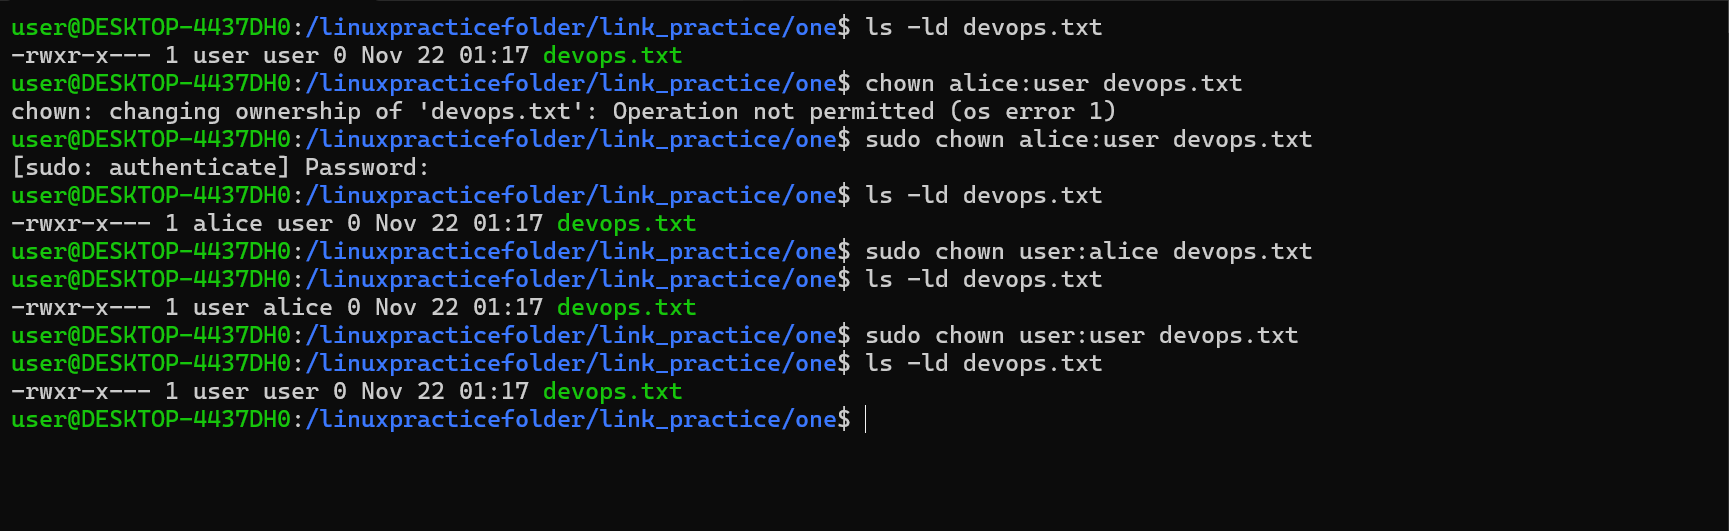 user@DESKTOP-4437DH0:/linuxpracticefolder/link_practice/one$ ls -ld devops.txt
-rwxr-x--- 1 user user 0 Nov 22 01:17 devops.txt
user@DESKTOP-4437DH0:/linuxpracticefolder/link_practice/one$ chown alice:user devops.txt
chown: changing ownership of 'devops.txt': Operation not permitted (os error 1)
user@DESKTOP-4437DH0:/linuxpracticefolder/link_practice/one$ sudo chown alice:user devops.txt
[sudo: authenticate] Password:
user@DESKTOP-4437DH0:/linuxpracticefolder/link_practice/one$ ls -ld devops.txt
-rwxr-x--- 1 alice user 0 Nov 22 01:17 devops.txt
user@DESKTOP-4437DH0:/linuxpracticefolder/link_practice/one$ sudo chown user:alice devops.txt
user@DESKTOP-4437DH0:/linuxpracticefolder/link_practice/one$ ls -ld devops.txt
-rwxr-x--- 1 user alice 0 Nov 22 01:17 devops.txt
user@DESKTOP-4437DH0:/linuxpracticefolder/link_practice/one$ sudo chown user:user devops.txt
user@DESKTOP-4437DH0:/linuxpracticefolder/link_practice/one$ ls -ld devops.txt
-rwxr-x--- 1 user user 0 Nov 22 01:17 devops.txt
user@DESKTOP-4437DH0:/linuxpracticefolder/link_practice/one$